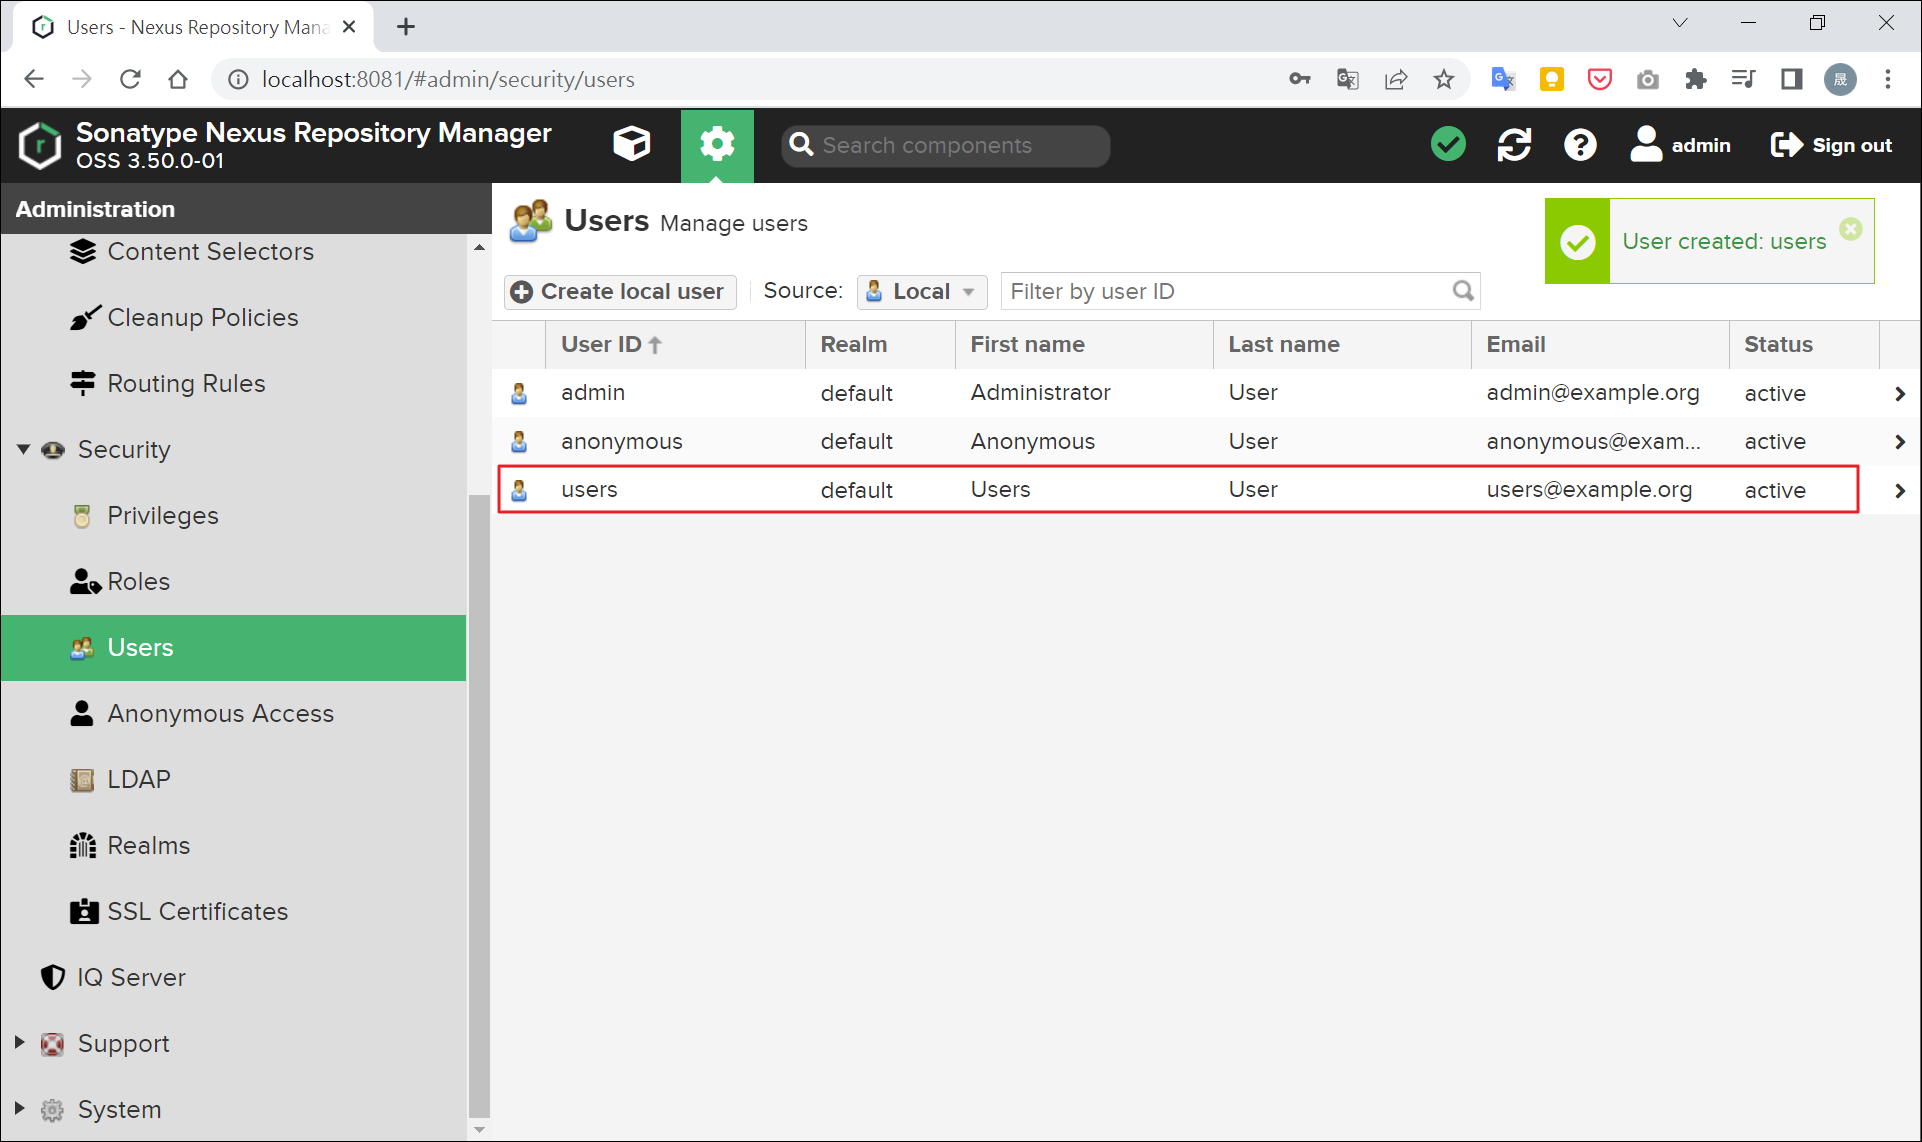 Users - Nexus Repository Mana
localhost:8081/#admin/security/users
晟
Sonatype Nexus Repository Manager
OSS 3.50.0-01
Search components
admin
Sign out
Administration
Content Selectors
Cleanup Policies
Routing Rules
Security
Privileges
Roles
Users
Anonymous Access
LDAP
Realms
SSL Certificates
IQ Server
Support
System
Users Manage users
User created: users
Create local user Source: Local Filter by user ID
User ID Realm First name Last name Email Status
admin default Administrator User admin@example.org active
anonymous default Anonymous User anonymous@exam... active
users default Users User users@example.org active